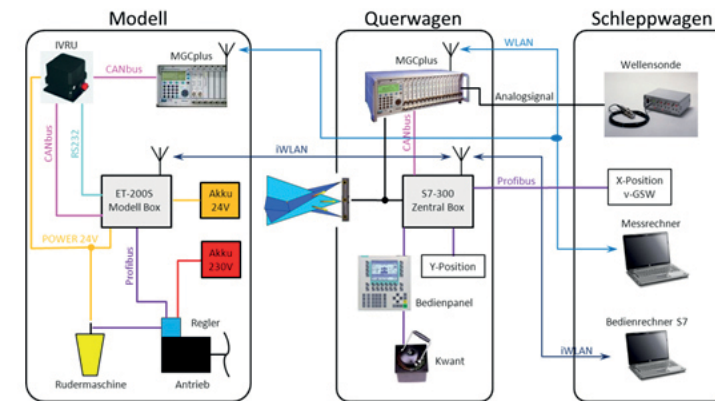 Modell
Querwagen
Schleppwagen
IVRU
CANbus
MGCplus
CANbus
RS232
ET-200S
Modell Box
Akku
24V
POWER 24V
Profibus
Akku
230V
Regler
Rudermaschine
Antrieb
iWLAN
MGCplus
WLAN
Analogsignal
CANbus
S7-300
Zentral Box
Profibus
Y-Position
Bedienpanel
Kwant
Wellensonde
X-Position
v-GSW
Messrechner
Bedienrechner S7
iWLAN